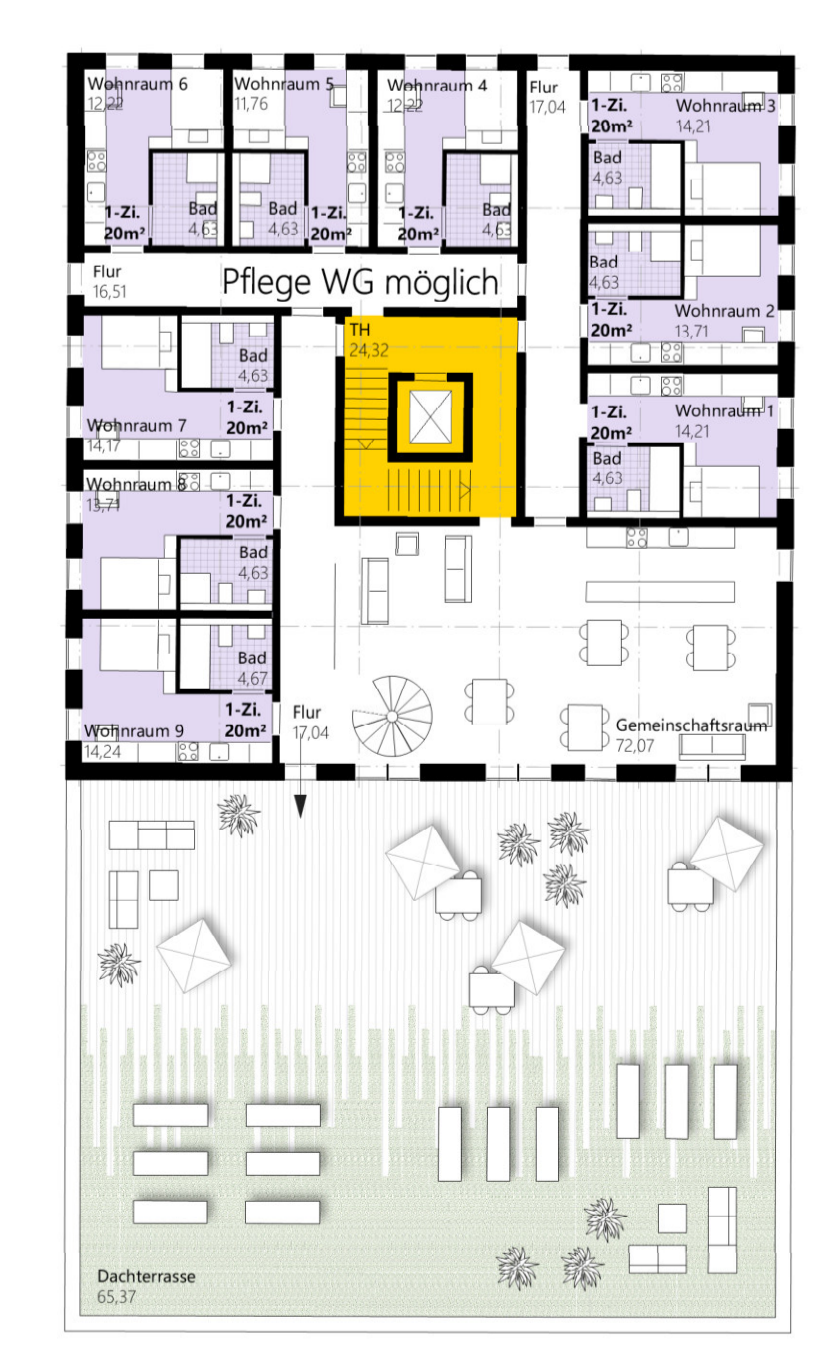 Wohnraum 6
12,22
Wohnraum 5
11,76
Wohnraum 4
12,22
Flur
17,04
1-Zi.
20m²
Wohnraum 3
14,21
Bad
4,63
1-Zi.
20m²
Bad
4,63
Bad
4,63
1-Zi.
20m²
1-Zi.
20m²
Bad
4,63
Flur
16,51
Pflege WG möglich
Bad
4,63
1-Zi.
20m²
Wohnraum 2
13,71
TH
24,32
Bad
4,63
1-Zi.
20m²
Wohnraum 7
14,17
1-Zi.
20m²
Wohnraum 1
14,21
Bad
4,63
Wohnraum 8
13,71
1-Zi.
20m²
Bad
4,63
Bad
4,67
1-Zi.
20m²
Wohnraum 9
14,24
Flur
17,04
Gemeinschaftsraum
72,07
Dachterrasse
65,37